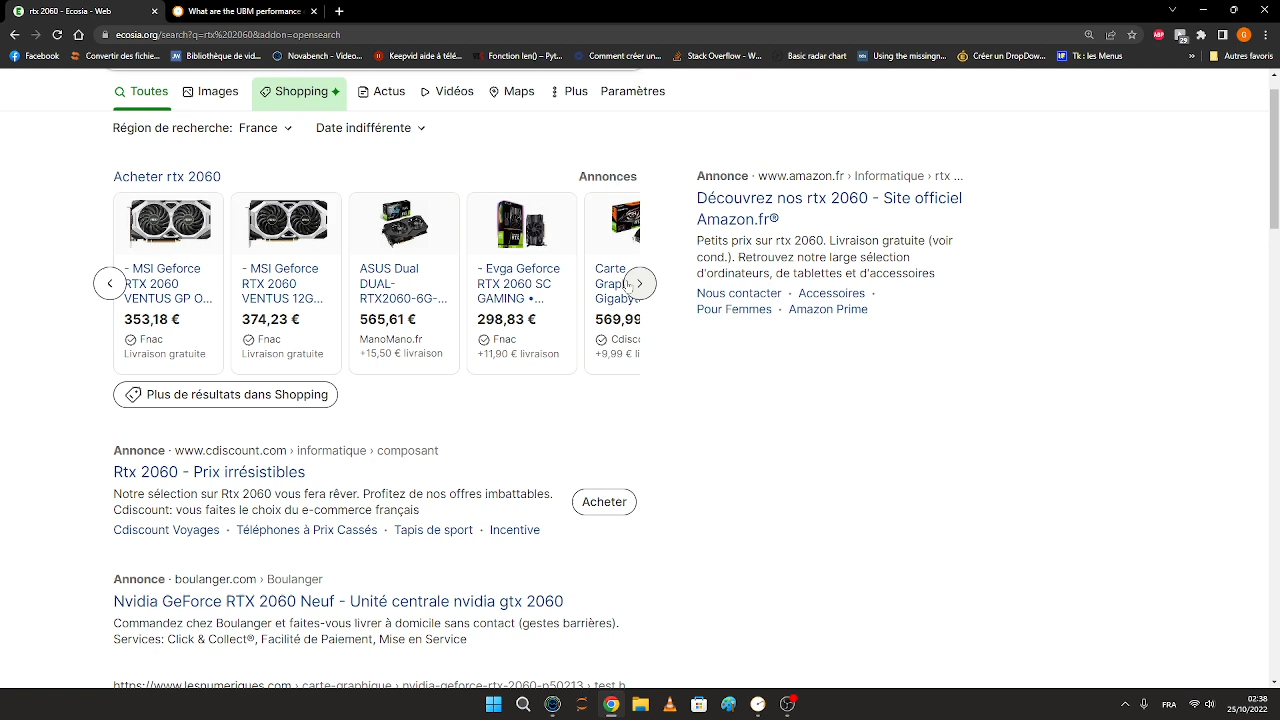 rtx 2060 - Ecosia - Web
What are the UBM performance
ecosia.org/search?q=rtx%202060&addon=opensearch
29
G
Facebook
Convertir des fichie...
Bibliothèque de vid...
Novabench - Video...
Keepvid aide à télé...
Fonction len() – Pyt...
Comment créer un...
Stack Overflow - W...
Basic radar chart
Using the missingn...
Créer un DropDow...
Tk : les Menus
»
Autres favoris
Toutes
Images
Shopping
Actus
Vidéos
Maps
Plus
Paramètres
Région de recherche: France
Date indifférente
Acheter rtx 2060
Annonces
- MSI Geforce
RTX 2060
VENTUS GP O...
353,18 €
Fnac
Livraison gratuite
- MSI Geforce
RTX 2060
VENTUS 12G...
374,23 €
Fnac
Livraison gratuite
ASUS Dual
DUAL-
RTX2060-6G-...
565,61 €
ManoMano.fr
+15,50 € livraison
- Evga Geforce
RTX 2060 SC
GAMING •...
298,83 €
Fnac
+11,90 € livraison
Carte
Graph
Gigaby
569,99
Cdisc
+9,99 € li
Plus de résultats dans Shopping
Annonce · www.amazon.fr › Informatique › rtx ...
Découvrez nos rtx 2060 - Site officiel
Amazon.fr®
Petits prix sur rtx 2060. Livraison gratuite (voir
cond.). Retrouvez notre large sélection
d'ordinateurs, de tablettes et d'accessoires
Nous contacter · Accessoires ·
Pour Femmes · Amazon Prime
Annonce · www.cdiscount.com › informatique › composant
Rtx 2060 - Prix irrésistibles
Notre sélection sur Rtx 2060 vous fera rêver. Profitez de nos offres imbattables.
Cdiscount: vous faites le choix du e-commerce français
Acheter
Cdiscount Voyages · Téléphones à Prix Cassés · Tapis de sport · Incentive
Annonce · boulanger.com › Boulanger
Nvidia GeForce RTX 2060 Neuf - Unité centrale nvidia gtx 2060
Commandez chez Boulanger et faites-vous livrer à domicile sans contact (gestes barrières).
Services: Click & Collect®, Facilité de Paiement, Mise en Service
https://www.lesnumeriques.com › carte-graphique › nvidia-geforce-rtx-2060-p50213 › test.h
FRA
02:38
25/10/2022